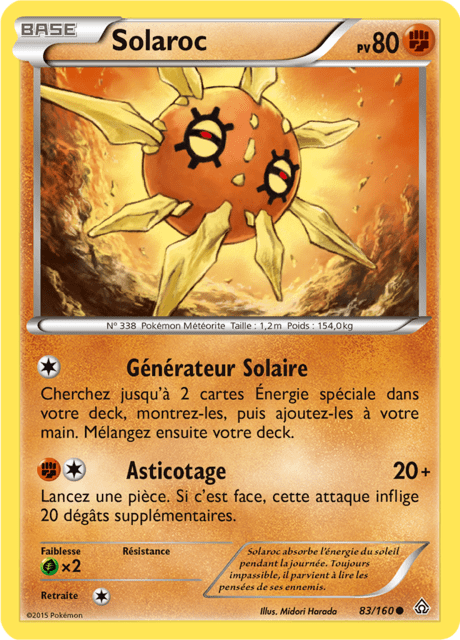 BASE
Solaroc
PV80
N° 338 Pokémon Météorite Taille : 1,2m Poids : 154,0kg
Générateur Solaire
Cherchez jusqu'à 2 cartes Énergie spéciale dans
votre deck, montrez-les, puis ajoutez-les à votre
main. Mélangez ensuite votre deck.
Asticotage 20+
Lancez une pièce. Si c'est face, cette attaque inflige
20 dégâts supplémentaires.
Faiblesse Résistance
×2
Retraite
Solaroc absorbe l'énergie du soleil
pendant la journée. Toujours
impassible, il parvient à lire les
pensées de ses ennemis.
©2015 Pokémon
Illus. Midori Harada 83/160